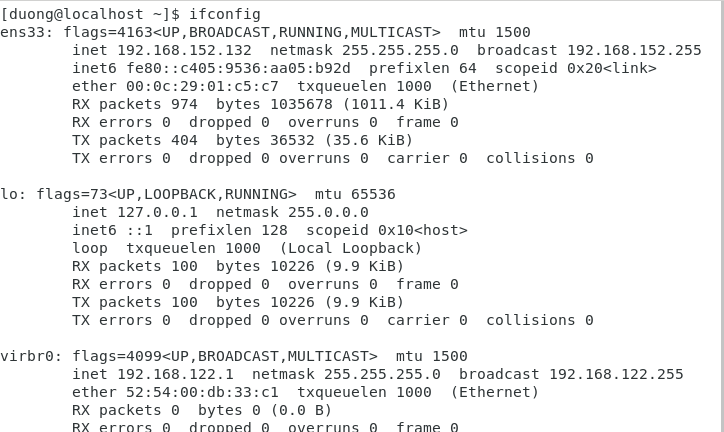 [duong@localhost ~]$ ifconfig
ens33: flags=4163<UP,BROADCAST,RUNNING,MULTICAST>  mtu 1500
        inet 192.168.152.132  netmask 255.255.255.0  broadcast 192.168.152.255
        inet6 fe80::c405:9536:aa05:b92d  prefixlen 64  scopeid 0x20<link>
        ether 00:0c:29:01:c5:c7  txqueuelen 1000  (Ethernet)
        RX packets 974  bytes 1035678 (1011.4 KiB)
        RX errors 0  dropped 0  overruns 0  frame 0
        TX packets 404  bytes 36532 (35.6 KiB)
        TX errors 0  dropped 0 overruns 0  carrier 0  collisions 0

lo: flags=73<UP,LOOPBACK,RUNNING>  mtu 65536
        inet 127.0.0.1  netmask 255.0.0.0
        inet6 ::1  prefixlen 128  scopeid 0x10<host>
        loop  txqueuelen 1000  (Local Loopback)
        RX packets 100  bytes 10226 (9.9 KiB)
        RX errors 0  dropped 0  overruns 0  frame 0
        TX packets 100  bytes 10226 (9.9 KiB)
        TX errors 0  dropped 0 overruns 0  carrier 0  collisions 0

virbr0: flags=4099<UP,BROADCAST,MULTICAST>  mtu 1500
        inet 192.168.122.1  netmask 255.255.255.0  broadcast 192.168.122.255
        ether 52:54:00:db:33:c1  txqueuelen 1000  (Ethernet)
        RX packets 0  bytes 0 (0.0 B)
        RX errors 0  dropped 0  overruns 0  frame 0